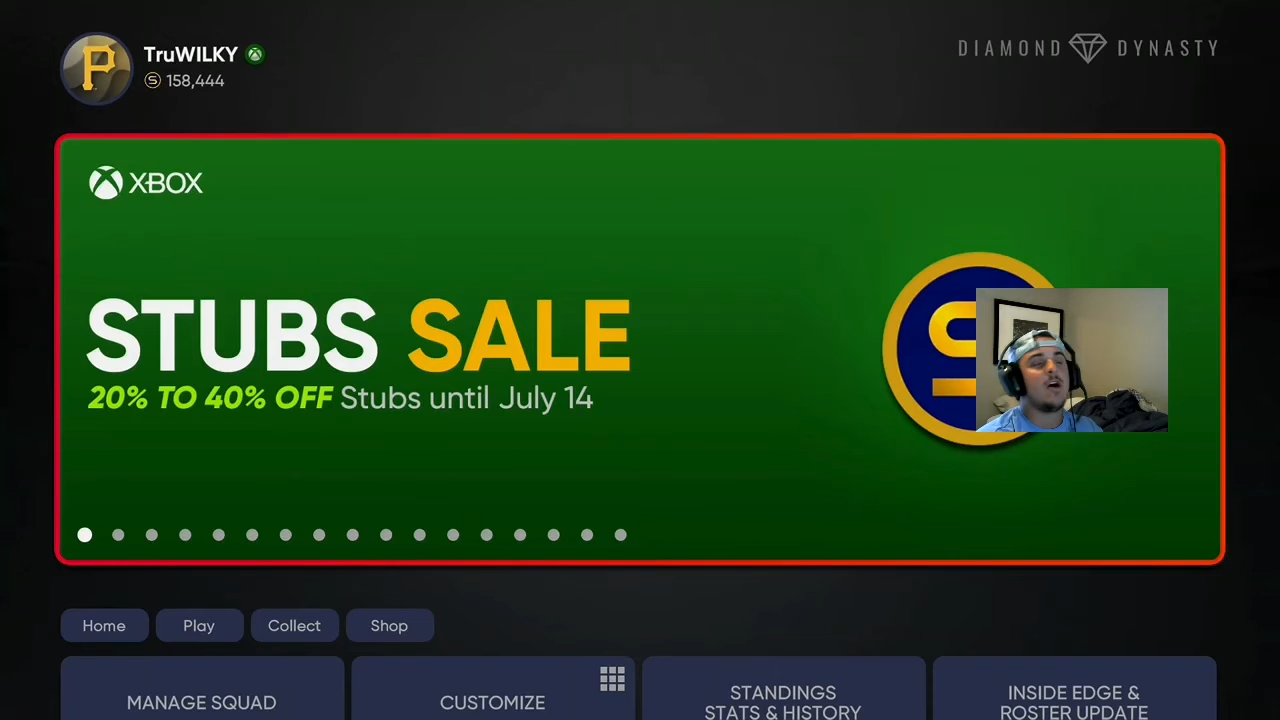 TruWILKY
158,444
DIAMOND DYNASTY
XBOX
STUBS SALE
20% TO 40% OFF Stubs until July 14
Home
Play
Collect
Shop
MANAGE SQUAD
CUSTOMIZE
STANDINGS
STATS & HISTORY
INSIDE EDGE &
ROSTER UPDATE